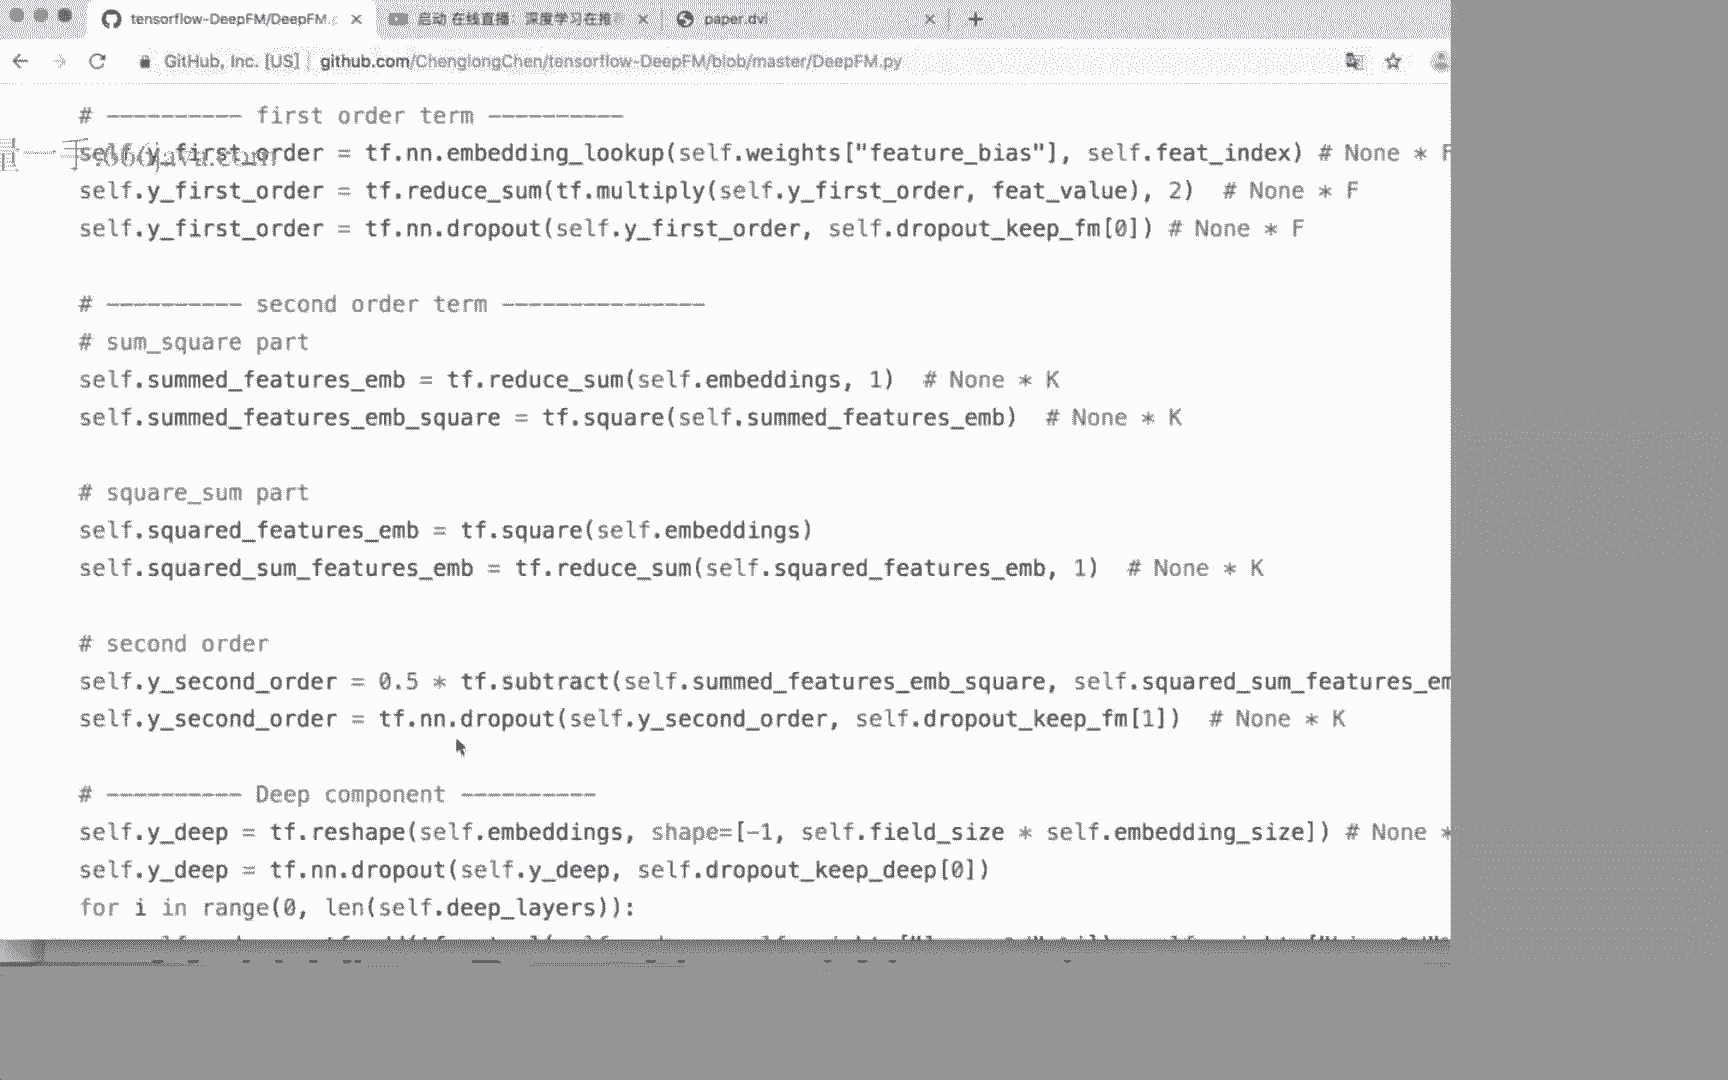 tensorflow-DeepFM/DeepFM.p
启动 在线直播：深度学习在推
paper.dvi
GitHub, Inc. [US] | github.com/ChenglongChen/tensorflow-DeepFM/blob/master/DeepFM.py
# ---------- first order term ----------
self.y_first_order = tf.nn.embedding_lookup(self.weights["feature_bias"], self.feat_index) # None * F
self.y_first_order = tf.reduce_sum(tf.multiply(self.y_first_order, feat_value), 2)  # None * F
self.y_first_order = tf.nn.dropout(self.y_first_order, self.dropout_keep_fm[0]) # None * F
# ---------- second order term ---------------
# sum_square part
self.summed_features_emb = tf.reduce_sum(self.embeddings, 1)  # None * K
self.summed_features_emb_square = tf.square(self.summed_features_emb)  # None * K
# square_sum part
self.squared_features_emb = tf.square(self.embeddings)
self.squared_sum_features_emb = tf.reduce_sum(self.squared_features_emb, 1)  # None * K
# second order
self.y_second_order = 0.5 * tf.subtract(self.summed_features_emb_square, self.squared_sum_features_em
self.y_second_order = tf.nn.dropout(self.y_second_order, self.dropout_keep_fm[1])  # None * K
# ---------- Deep component ----------
self.y_deep = tf.reshape(self.embeddings, shape=[-1, self.field_size * self.embedding_size]) # None *
self.y_deep = tf.nn.dropout(self.y_deep, self.dropout_keep_deep[0])
for i in range(0, len(self.deep_layers)):